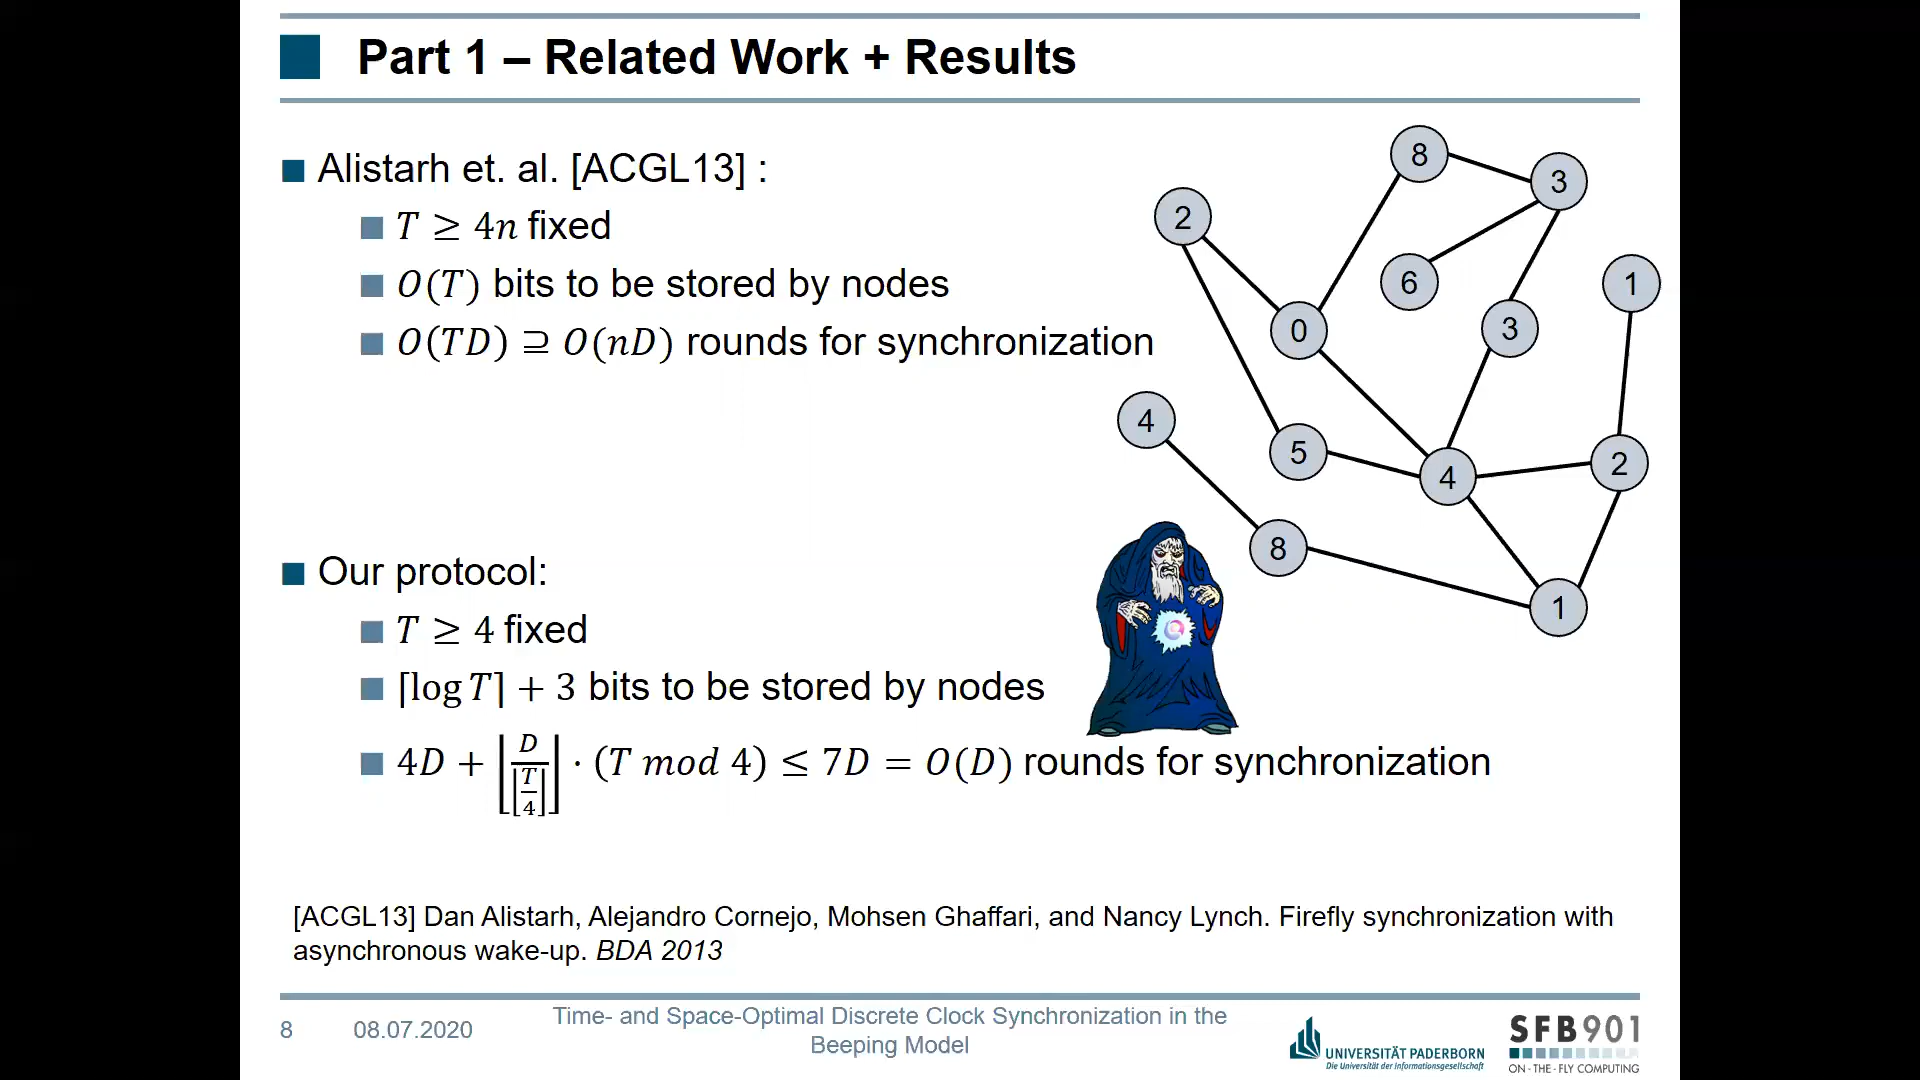 Part 1 – Related Work + Results
Alistarh et. al. [ACGL13] :
T ≥ 4n fixed
O(T) bits to be stored by nodes
O(TD) ⊇ O(nD) rounds for synchronization
8
3
2
6
1
0
3
4
5
4
2
8
1
Our protocol:
T ≥ 4 fixed
⌈log T⌉ + 3 bits to be stored by nodes
4D + ⌊D/⌊T/4⌋⌋ · (T mod 4) ≤ 7D = O(D) rounds for synchronization
[ACGL13] Dan Alistarh, Alejandro Cornejo, Mohsen Ghaffari, and Nancy Lynch. Firefly synchronization with
asynchronous wake-up. BDA 2013
8
08.07.2020
Time- and Space-Optimal Discrete Clock Synchronization in the
Beeping Model
UNIVERSITÄT PADERBORN
Die Universität der Informationsgesellschaft
SFB901
ON-THE-FLY COMPUTING